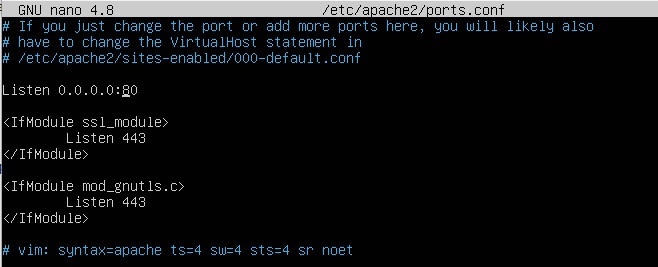 GNU nano 4.8 /etc/apache2/ports.conf
# If you just change the port or add more ports here, you will likely also
# have to change the VirtualHost statement in
# /etc/apache2/sites-enabled/000-default.conf
Listen 0.0.0.0:80
<IfModule ssl_module>
Listen 443
</IfModule>
<IfModule mod_gnutls.c>
Listen 443
</IfModule>
# vim: syntax=apache ts=4 sw=4 sts=4 sr noet